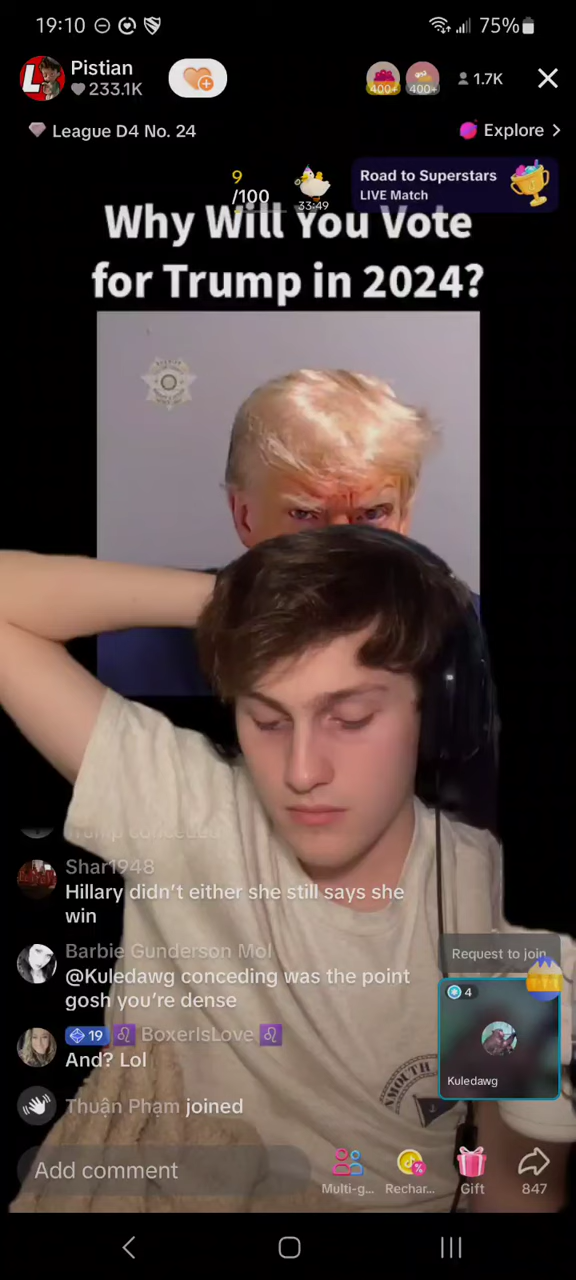 19:10
75%
Pistian
233.1K
400+
400+
1.7K
League D4 No. 24
Explore >
9
/100
33:49
Road to Superstars
LIVE Match
Why Will You Vote
for Trump in 2024?
Trump conceded
Shar1948
Hillary didn't either she still says she
win
Barbie Gunderson Mol
@Kuledawg conceding was the point
gosh you're dense
19 BoxerIsLove
And? Lol
Thuân Phạm joined
Request to join
4
Kuledawg
Add comment
Multi-g...
Rechar...
Gift
847